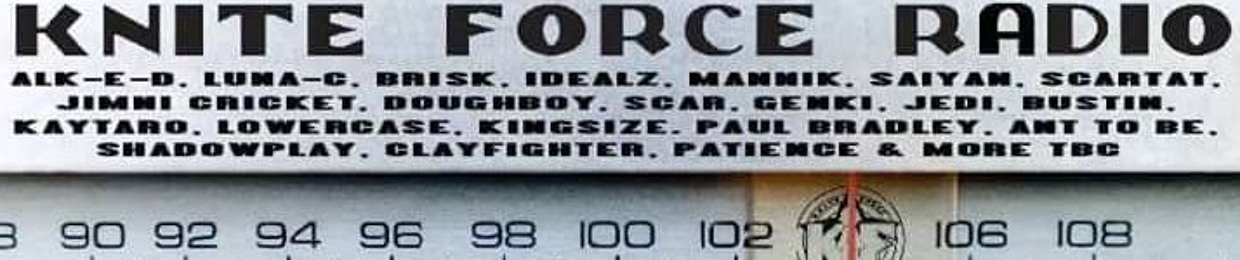 KNITE FORCE RADIO
ALK-E-D. LUNA-C. BRISK. IDEALZ. MANNIK. SAIYAN. SCARTAT.
JIMNI CRICKET. DOUGHBOY. SCAR. GENKI. JEDI. BUSTIN.
KAYTARO. LOWERCASE. KINGSIZE. PAUL BRADLEY. ANT TO BE.
SHADOWPLAY. CLAYFIGHTER. PATIENCE & MORE TBC
90 92 94 96 98 100 102 106 108